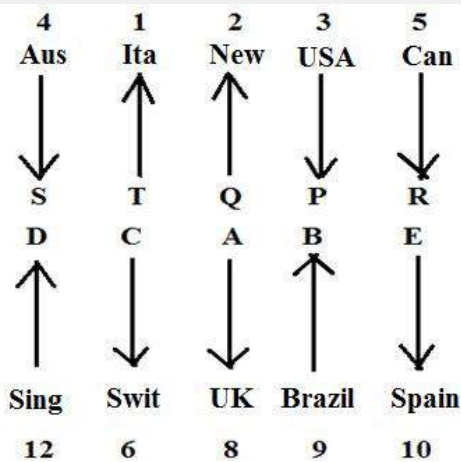 4 1 2 3 5
Aus Ita New USA Can
S T Q P R
D C A B E
Sing Swit UK Brazil Spain
12 6 8 9 10